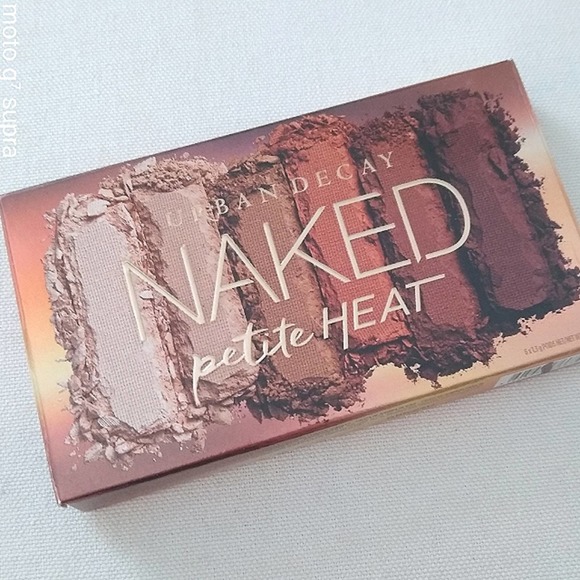 moto g⁷ supra
URBAN DECAY
NAKED
petite HEAT